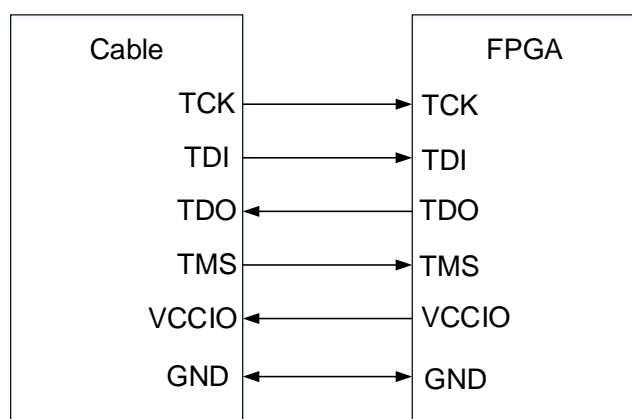 Cable FPGA
TCK TCK
TDI TDI
TDO TDO
TMS TMS
VCCIO VCCIO
GND GND